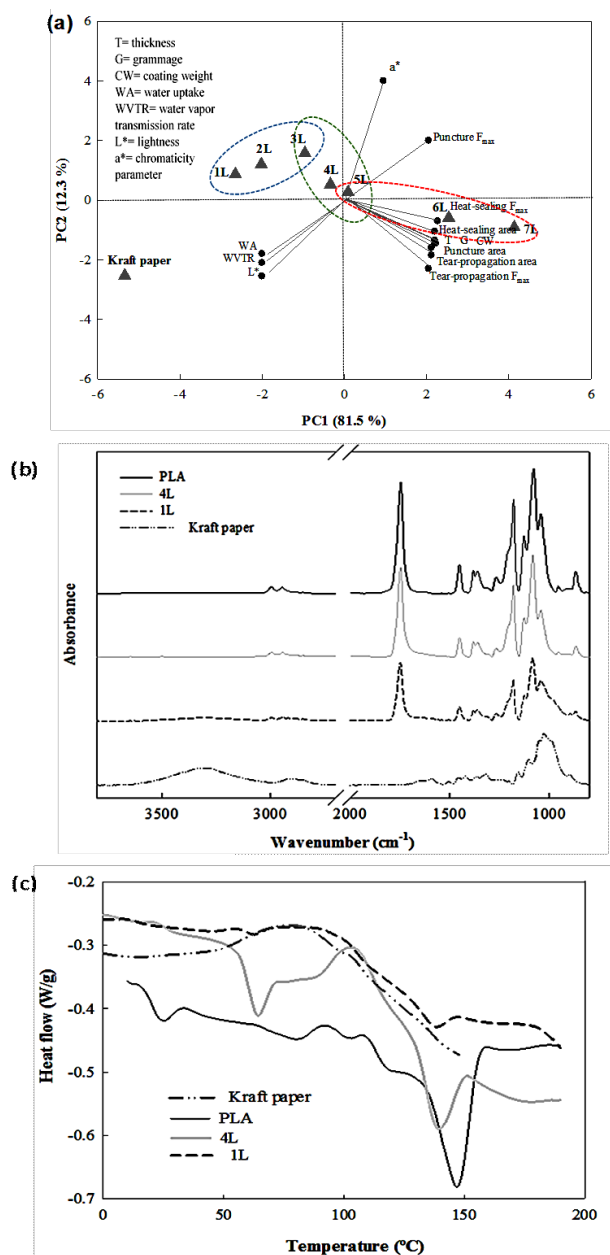 (a)
6
T= thickness
G= grammage
CW= coating weight
WA= water uptake
WVTR= water vapor
transmission rate
L*= lightness
a*= chromaticity
parameter
a*
4
Puncture Fmax
2
1L 2L 3L
4L 5L
0
6L Heat-sealing Fmax
Heat-sealing area 7L
T G CW
Puncture area
Tear-propagation area
Tear-propagation Fmax
WA
WVTR
L*
-2
Kraft paper
-4
-6
-6 -4 -2 0 2 4 6
PC2 (12.3 %)
PC1 (81.5 %)
(b)
PLA
4L
1L
Kraft paper
Absorbance
3500 3000 2000 2000 1500 1000
Wavenumber (cm-1)
(c)
-0.2
-0.3
-0.4
-0.5
-0.6
-0.7
Heat flow (W/g)
Kraft paper
PLA
4L
1L
0 50 100 150 200
Temperature (ºC)